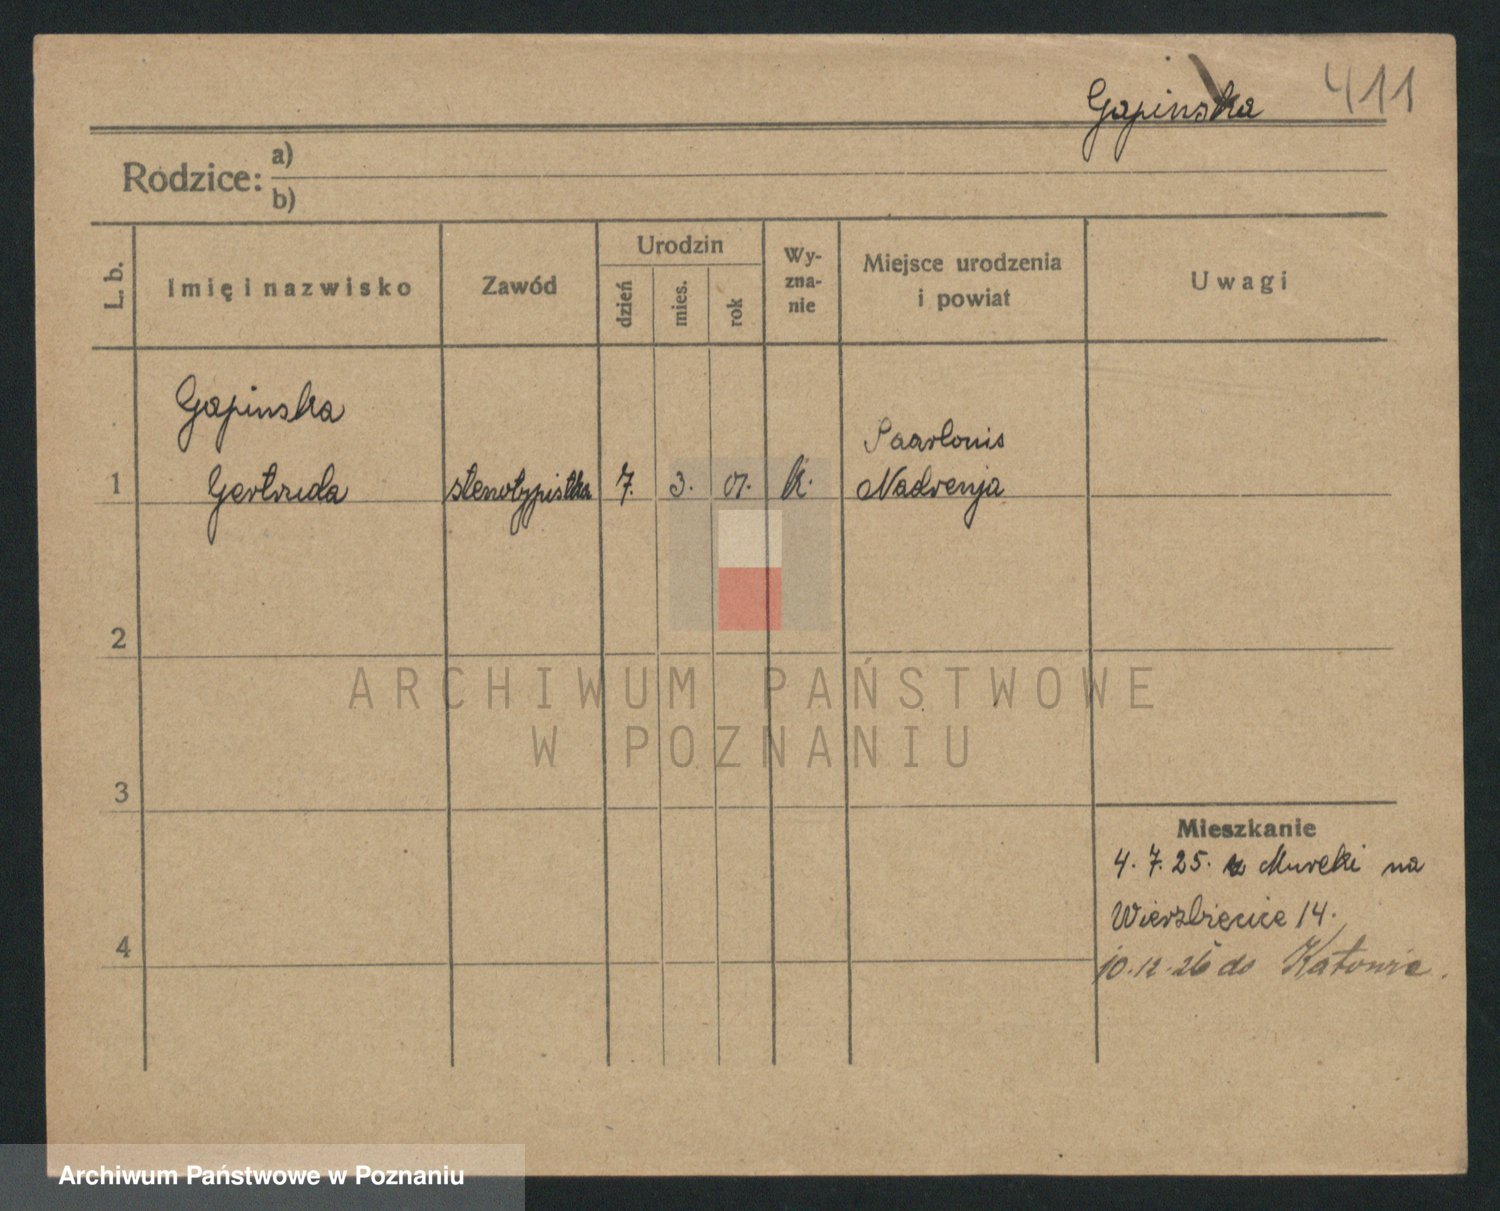 Gapinska 411
Rodzice: a)
b)
L. b.
Imię i nazwisko
Zawód
Urodzin
dzień
mies.
rok
Wy-
zna-
nie
Miejsce urodzenia
i powiat
Uwagi
Gapinska
Saarlouis
1 Gertruda stenotypistka 7. 3. 01. k. Nadrenja
2
ARCHIWUM PAŃSTWOWE
W POZNANIU
3
Mieszkanie
4. 7. 25. z Murcki na
Wierzbięcice 14.
4
10.12.26 do Katowic.
Archiwum Państwowe w Poznaniu